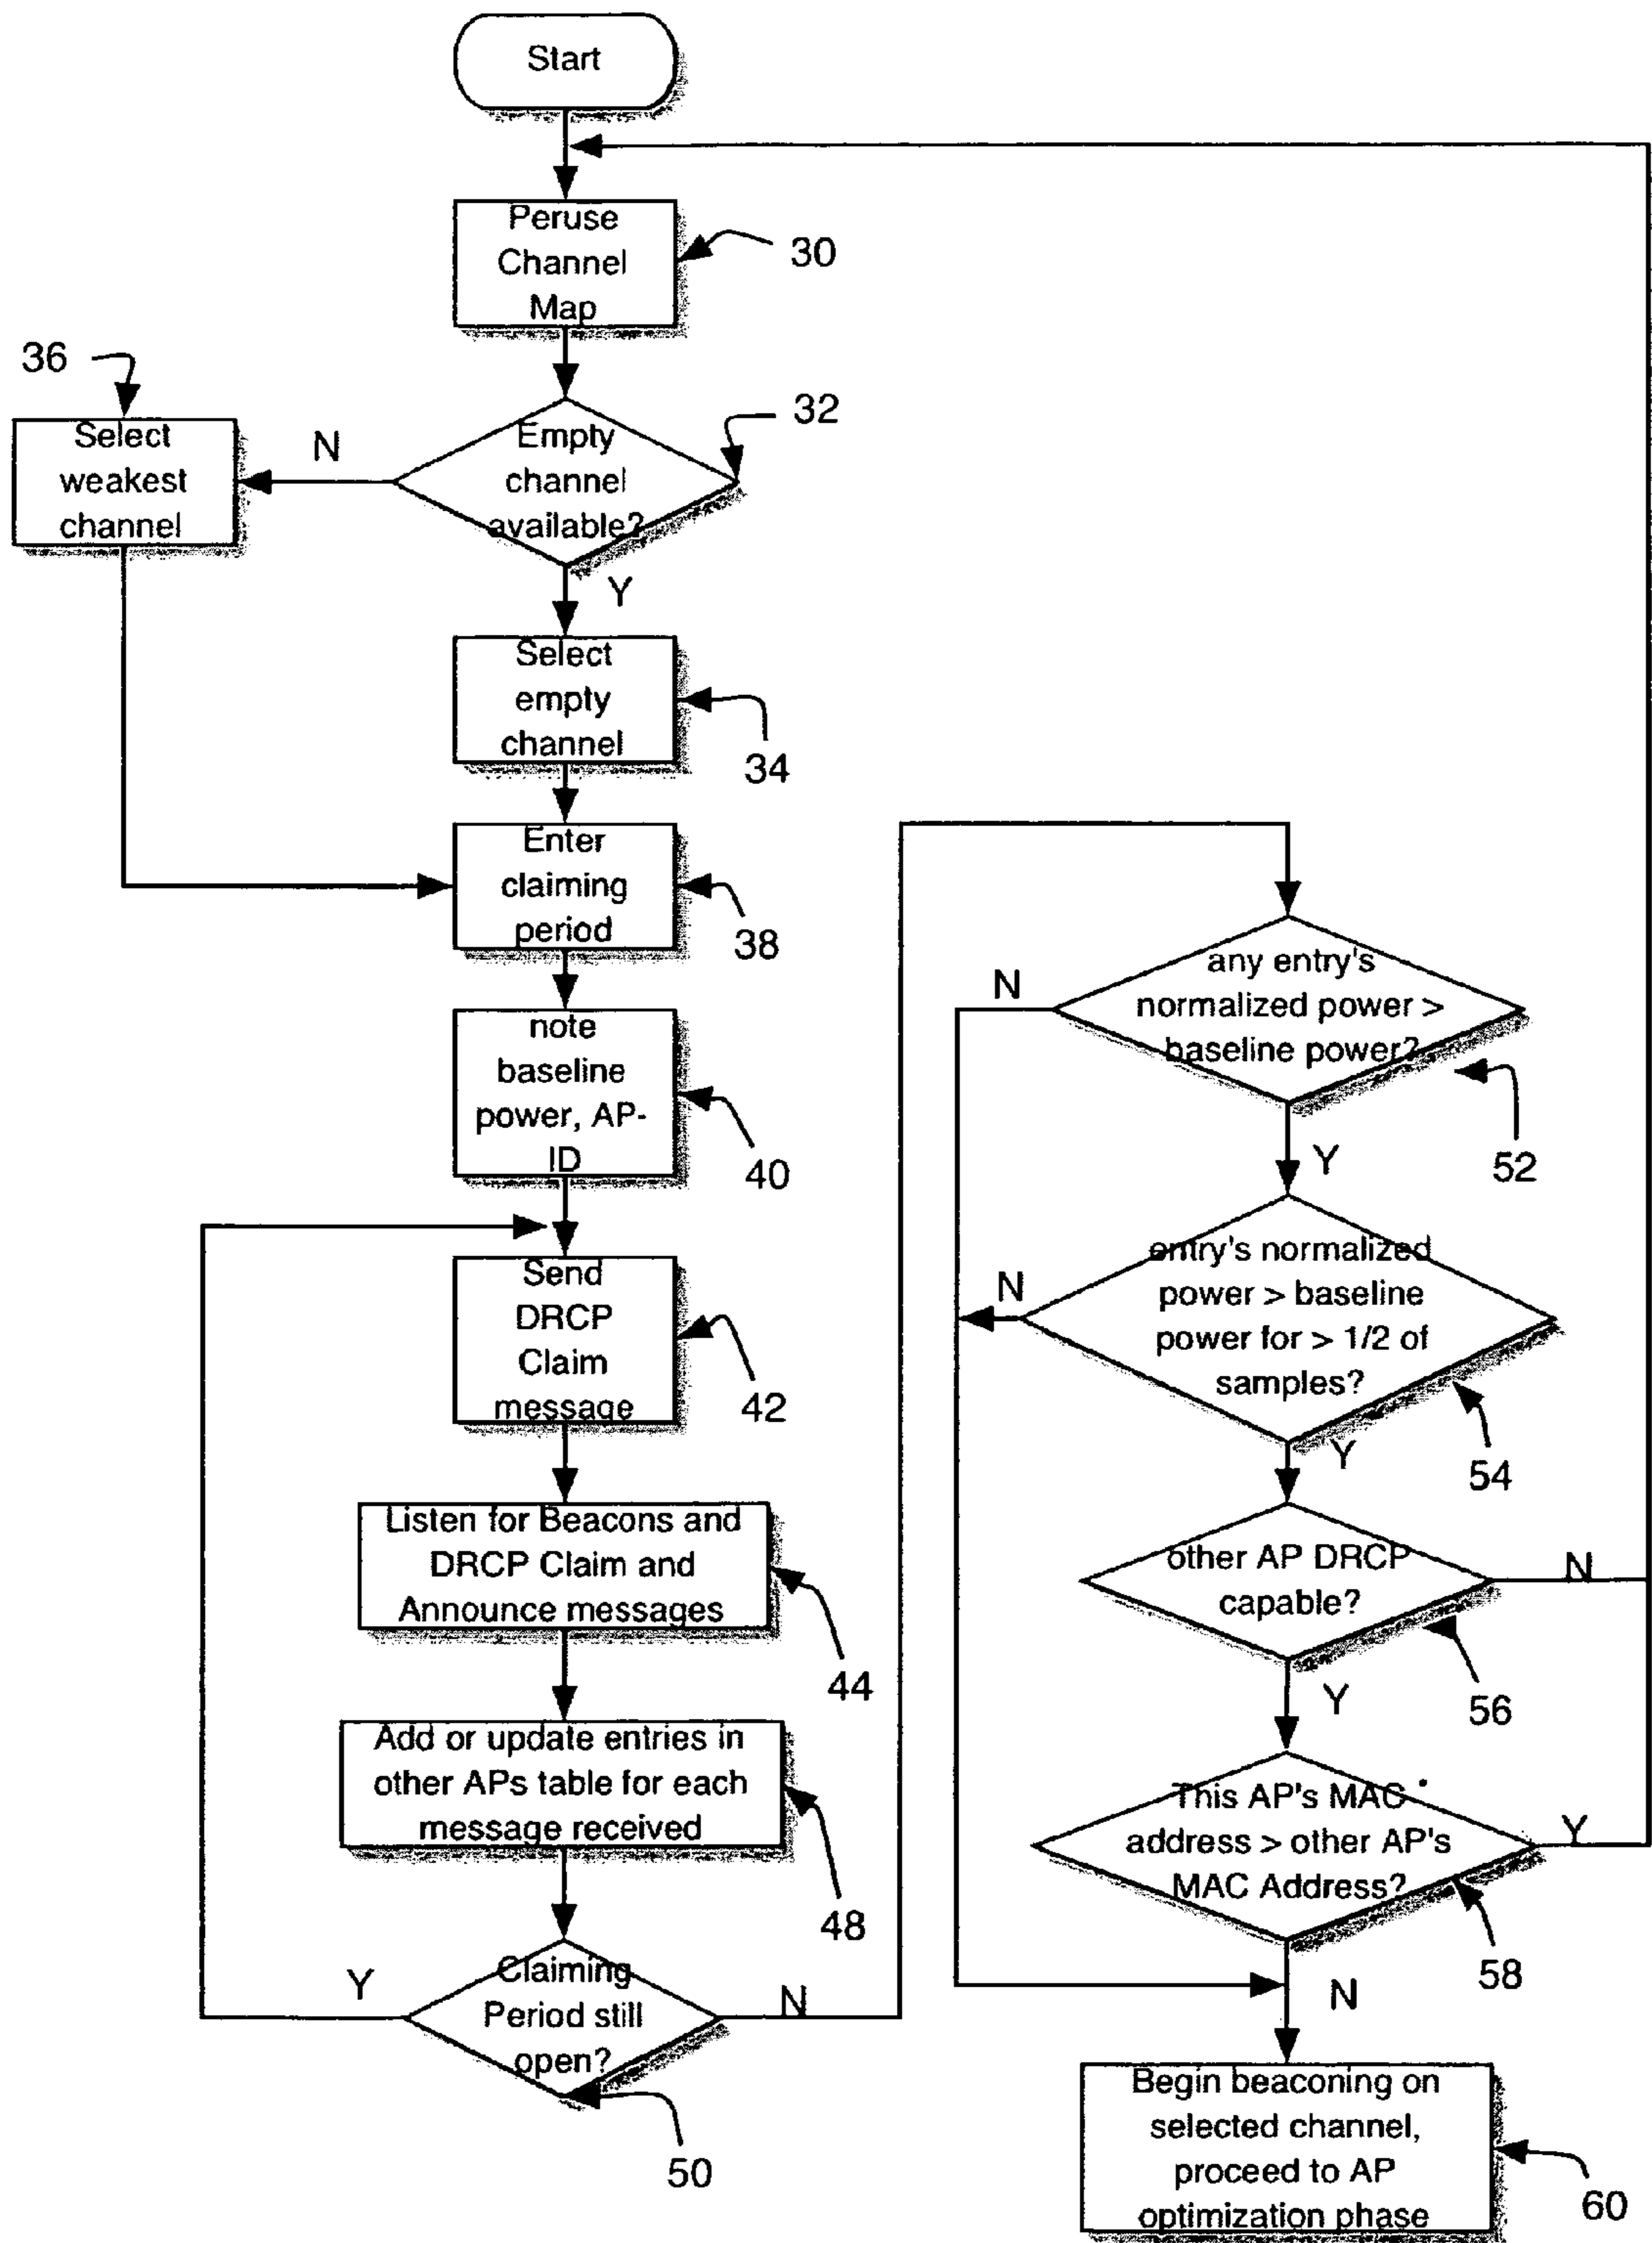 Start
Peruse
Channel
Map
30
36
Select
weakest
channel
N
Empty
channel
available?
32
Y
Select
empty
channel
34
Enter
claiming
period
38
note
baseline
power, AP-
ID
40
Send
DRCP
Claim
message
42
Listen for Beacons and
DRCP Claim and
Announce messages
44
Add or update entries in
other APs table for each
message received
48
Y
Claiming
Period still
open?
N
50
any entry's
normalized power >
baseline power?
N
52
Y
entry's normalized
power > baseline
power for > 1/2 of
samples?
N
54
Y
other AP DRCP
capable?
N
56
Y
This AP's MAC
address > other AP's
MAC Address?
Y
58
N
Begin beaconing on
selected channel,
proceed to AP
optimization phase
60